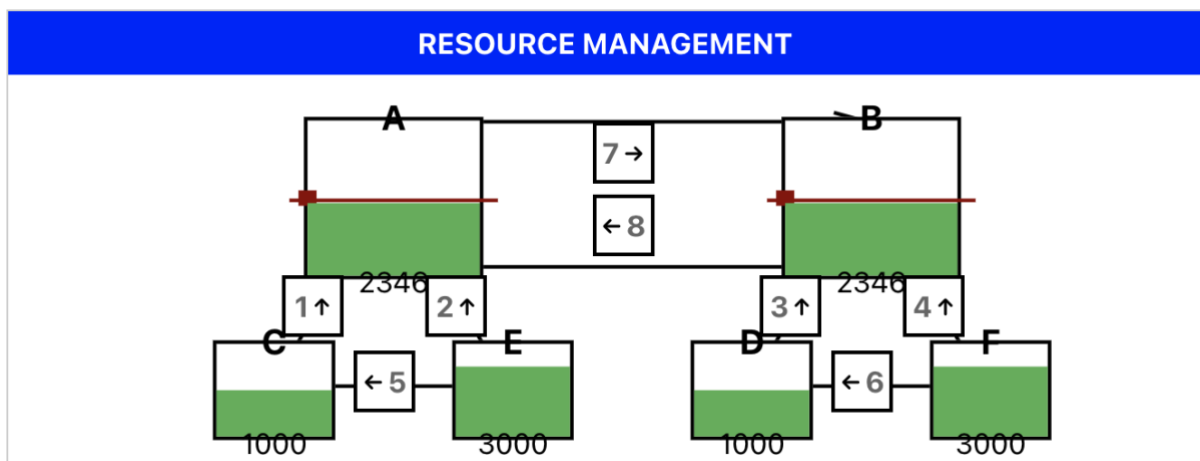 RESOURCE MANAGEMENT
A B
7→
←8
2346 2346
1↑ 2↑ 3↑ 4↑
C E D F
←5 ←6
1000 3000 1000 3000